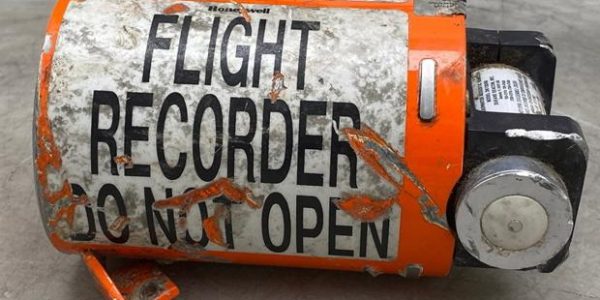 Honeywell
FLIGHT
RECORDER
DO NOT OPEN